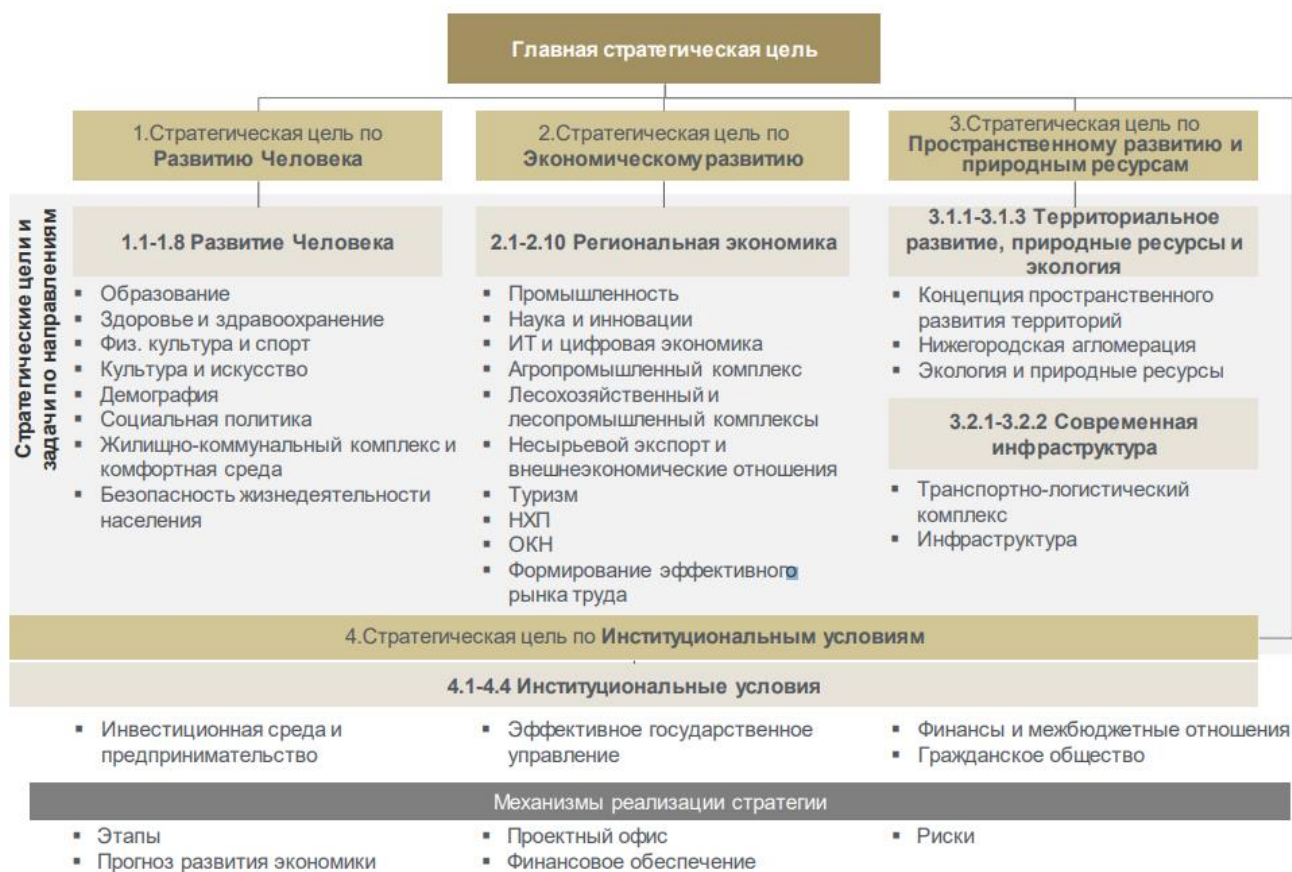 Главная стратегическая цель
1.Стратегическая цель по
Развитию Человека
2.Стратегическая цель по
Экономическому развитию
3.Стратегическая цель по
Пространственному развитию и
природным ресурсам
Стратегические цели и
задачи по направлениям
1.1-1.8 Развитие Человека
▪ Образование
▪ Здоровье и здравоохранение
▪ Физ. культура и спорт
▪ Культура и искусство
▪ Демография
▪ Социальная политика
▪ Жилищно-коммунальный комплекс и
комфортная среда
▪ Безопасность жизнедеятельности
населения
2.1-2.10 Региональная экономика
▪ Промышленность
▪ Наука и инновации
▪ ИТ и цифровая экономика
▪ Агропромышленный комплекс
▪ Лесохозяйственный и
лесопромышленный комплексы
▪ Несырьевой экспорт и
внешнеэкономические отношения
▪ Туризм
▪ НХП
▪ ОКН
▪ Формирование эффективного
рынка труда
3.1.1-3.1.3 Территориальное
развитие, природные ресурсы и
экология
▪ Концепция пространственного
развития территорий
▪ Нижегородская агломерация
▪ Экология и природные ресурсы
3.2.1-3.2.2 Современная
инфраструктура
▪ Транспортно-логистический
комплекс
▪ Инфраструктура
4.Стратегическая цель по Институциональным условиям
4.1-4.4 Институциональные условия
▪ Инвестиционная среда и
предпринимательство
▪ Эффективное государственное
управление
▪ Финансы и межбюджетные отношения
▪ Гражданское общество
Механизмы реализации стратегии
▪ Этапы
▪ Прогноз развития экономики
▪ Проектный офис
▪ Финансовое обеспечение
▪ Риски